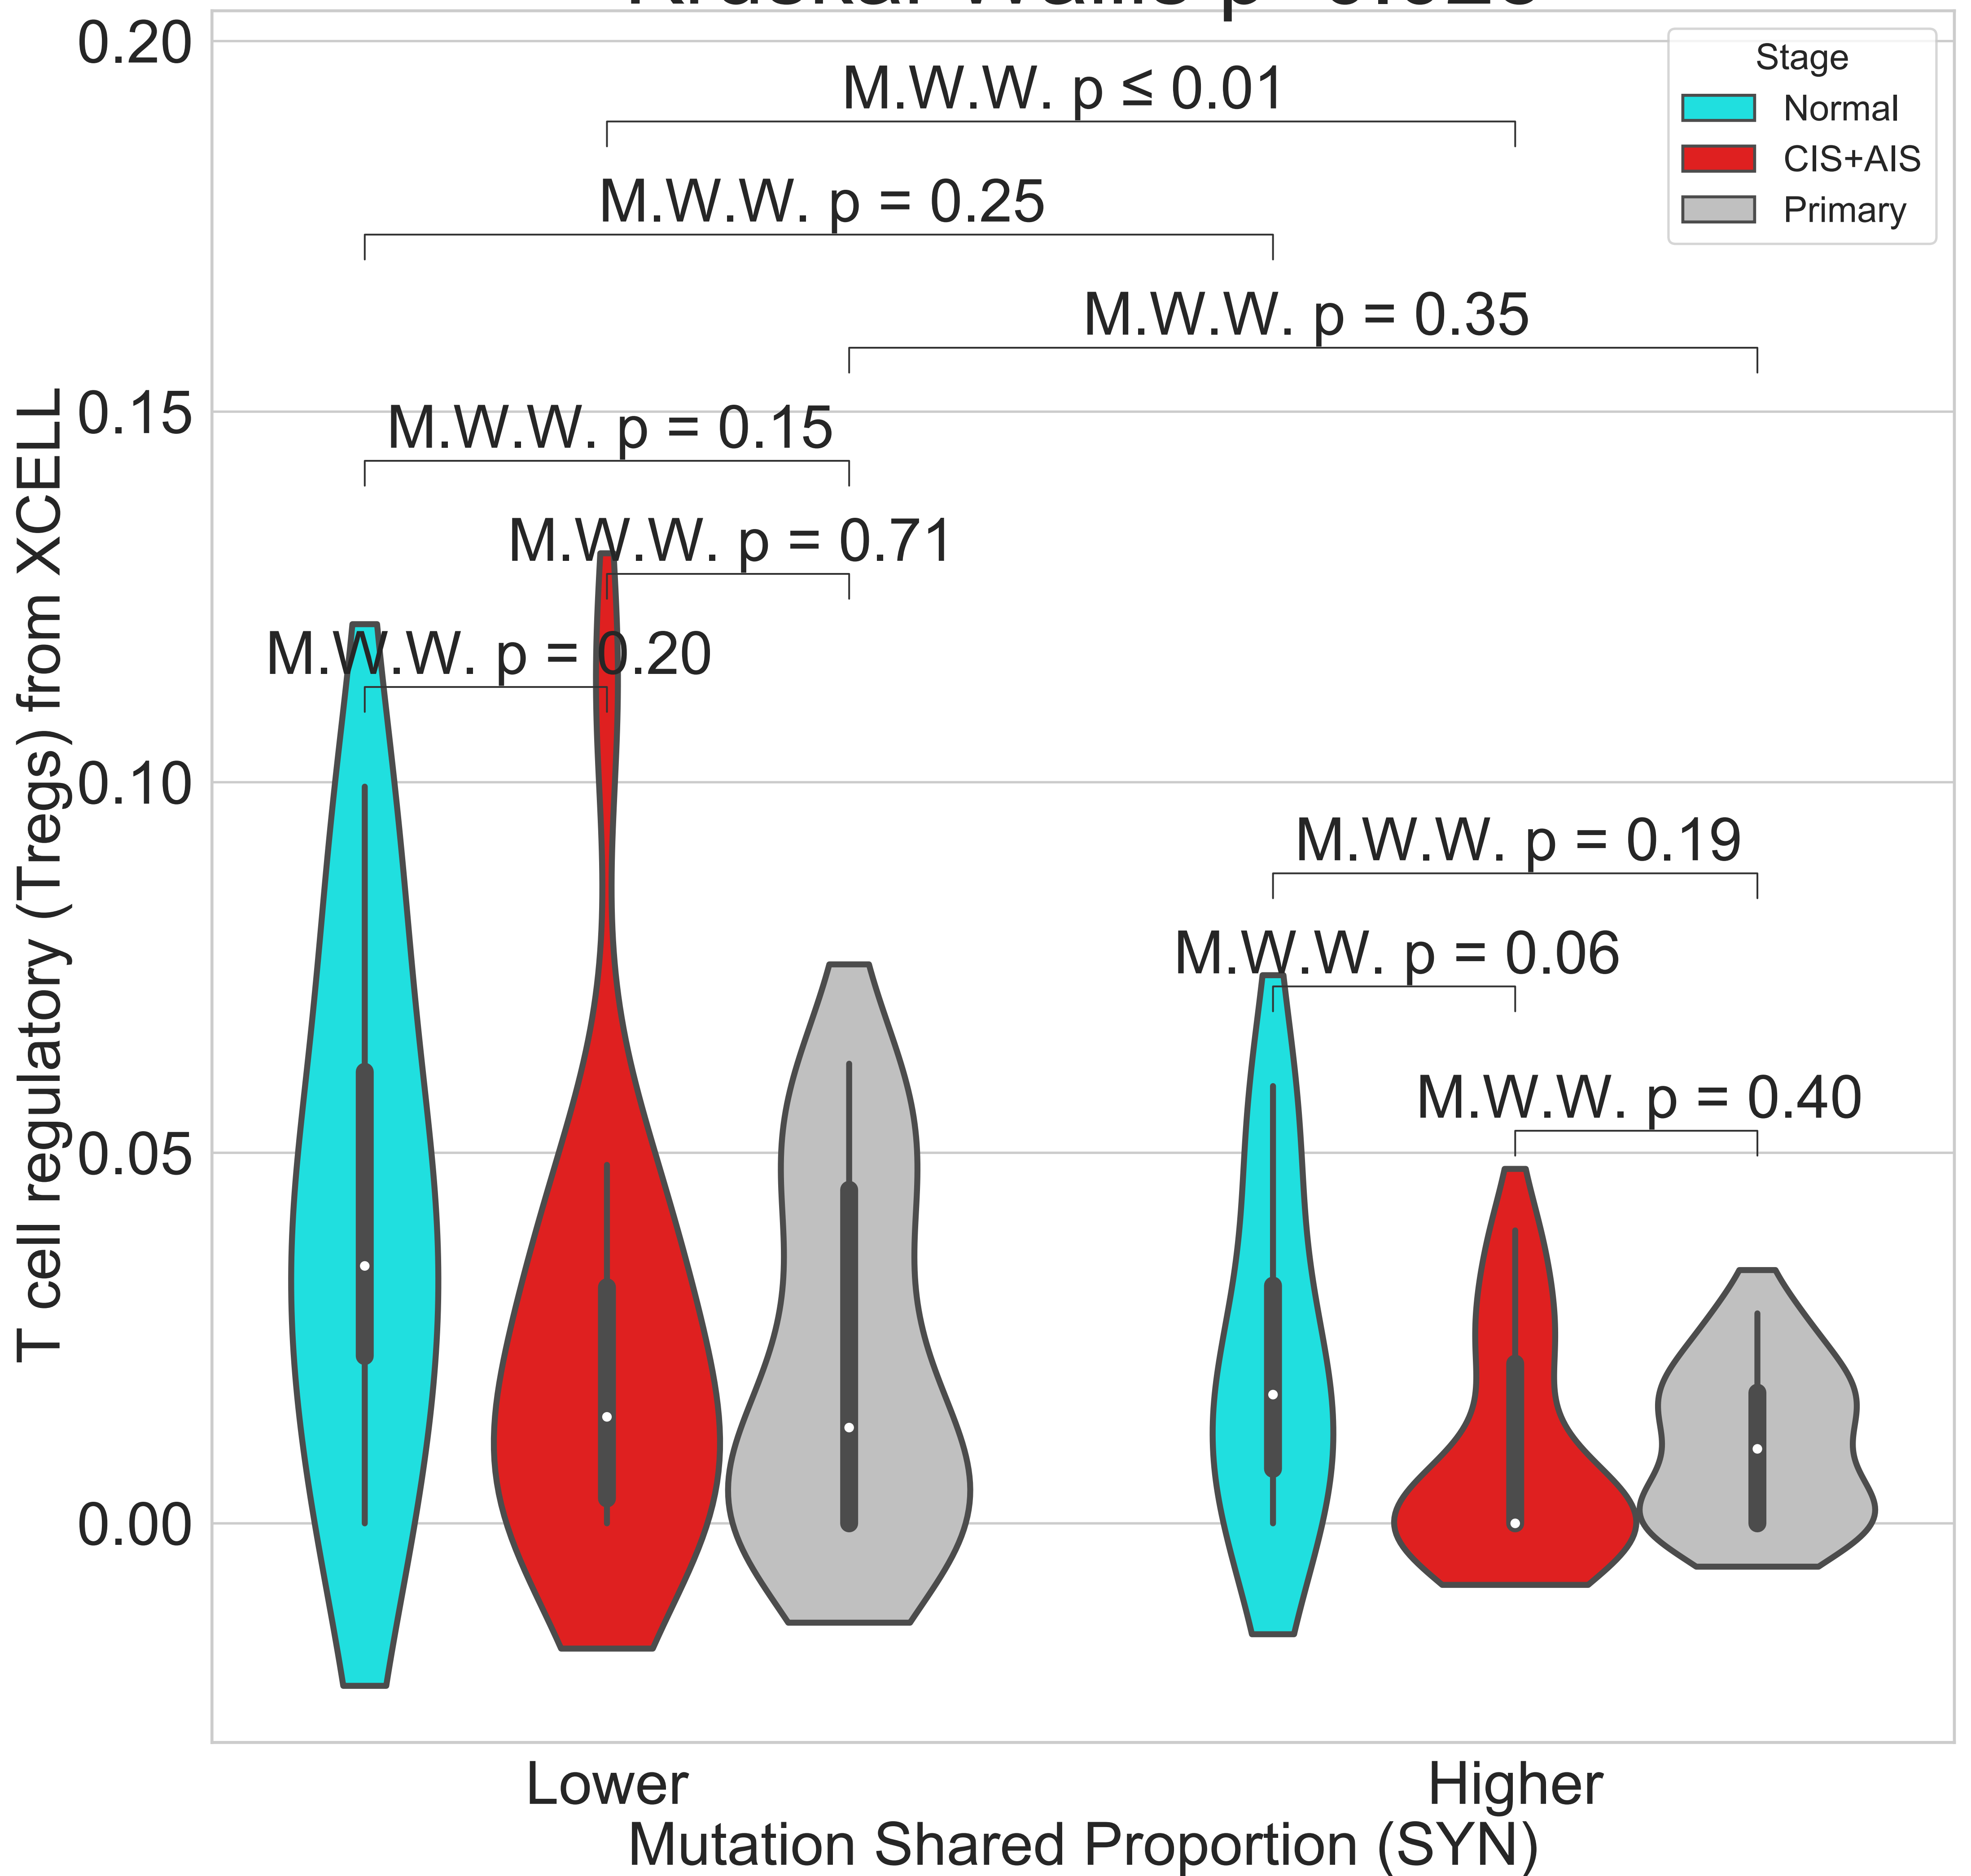 0.20
0.15
0.10
0.05
0.00
T cell regulatory (Tregs) from XCELL
Stage
Normal
CIS+AIS
Primary
M.W.W. p ≤ 0.01
M.W.W. p = 0.25
M.W.W. p = 0.35
M.W.W. p = 0.15
M.W.W. p = 0.71
M.W.W. p = 0.20
M.W.W. p = 0.19
M.W.W. p = 0.06
M.W.W. p = 0.40
Lower
Higher
Mutation Shared Proportion (SYN)